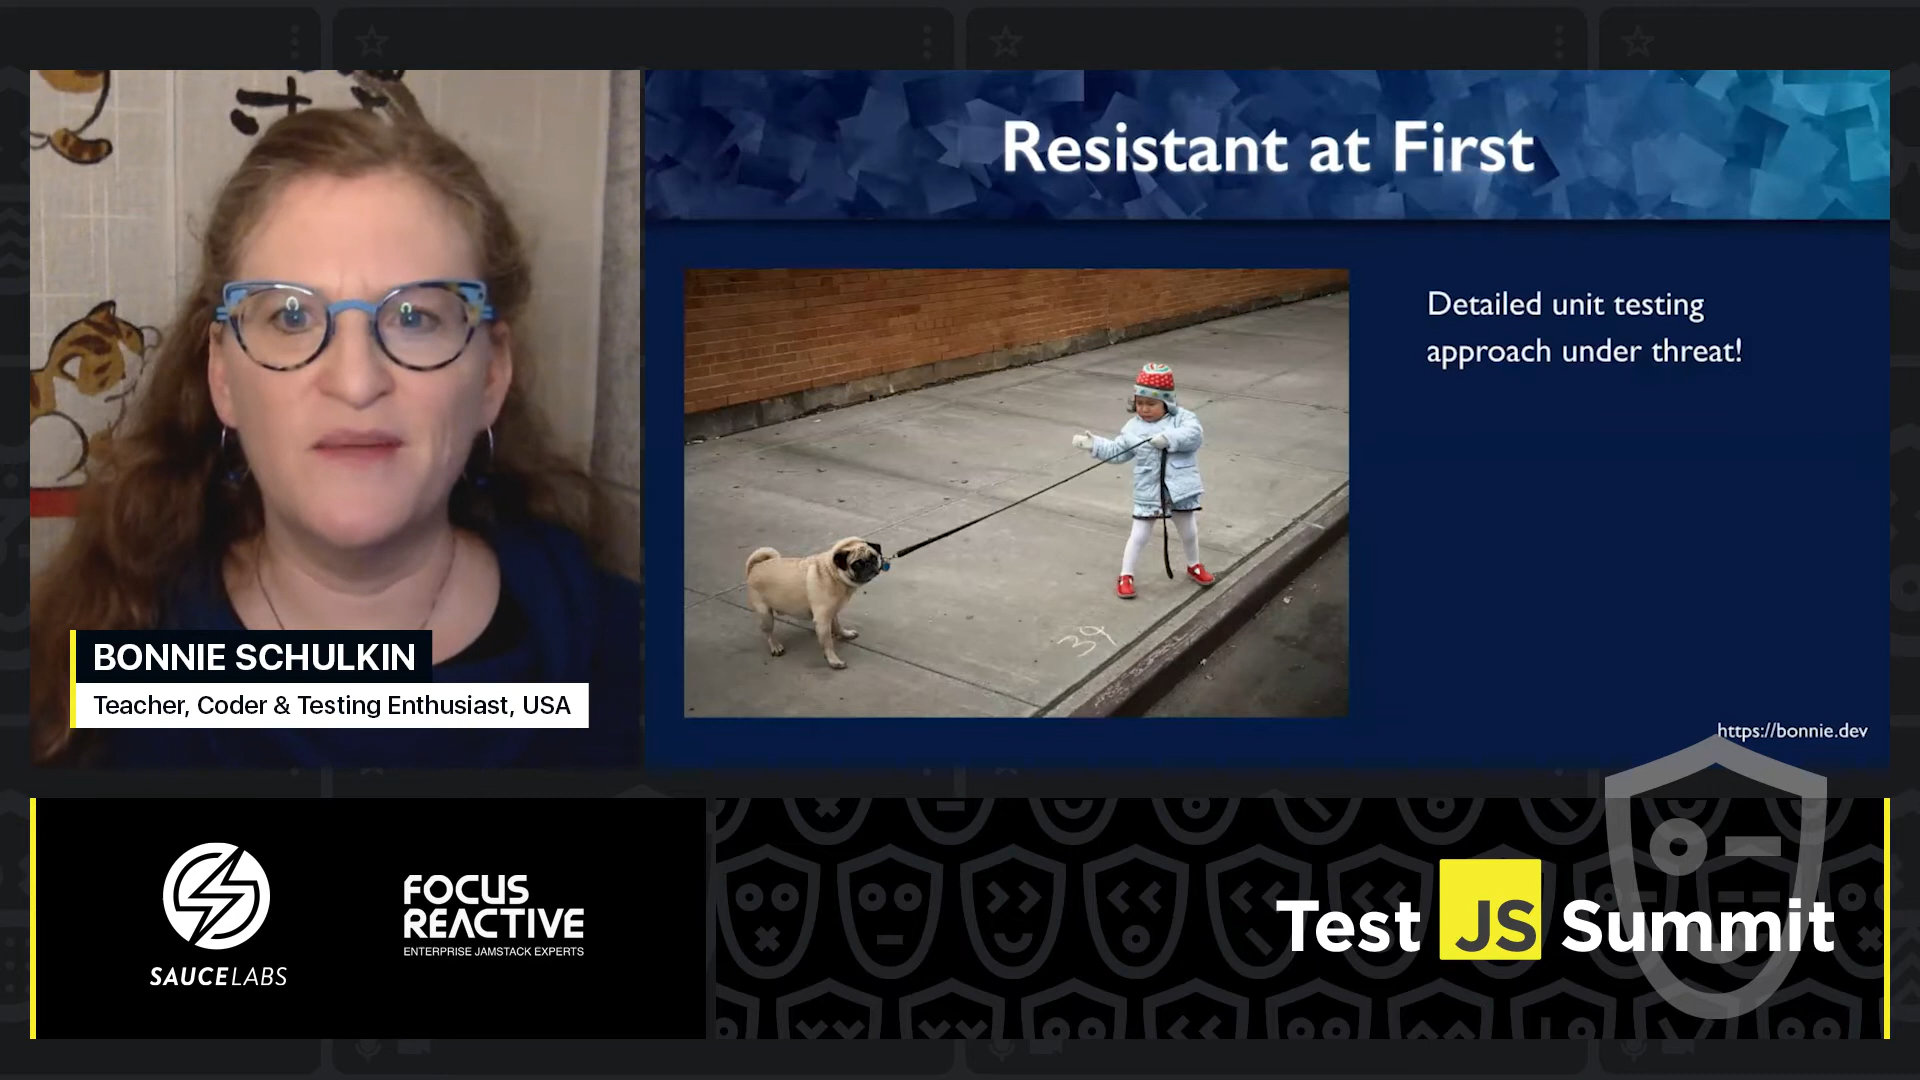 Resistant at First
Detailed unit testing
approach under threat!
39
https://bonnie.dev
BONNIE SCHULKIN
Teacher, Coder & Testing Enthusiast, USA
SAUCELABS
FOCUS
REACTIVE
ENTERPRISE JAMSTACK EXPERTS
Test JS Summit